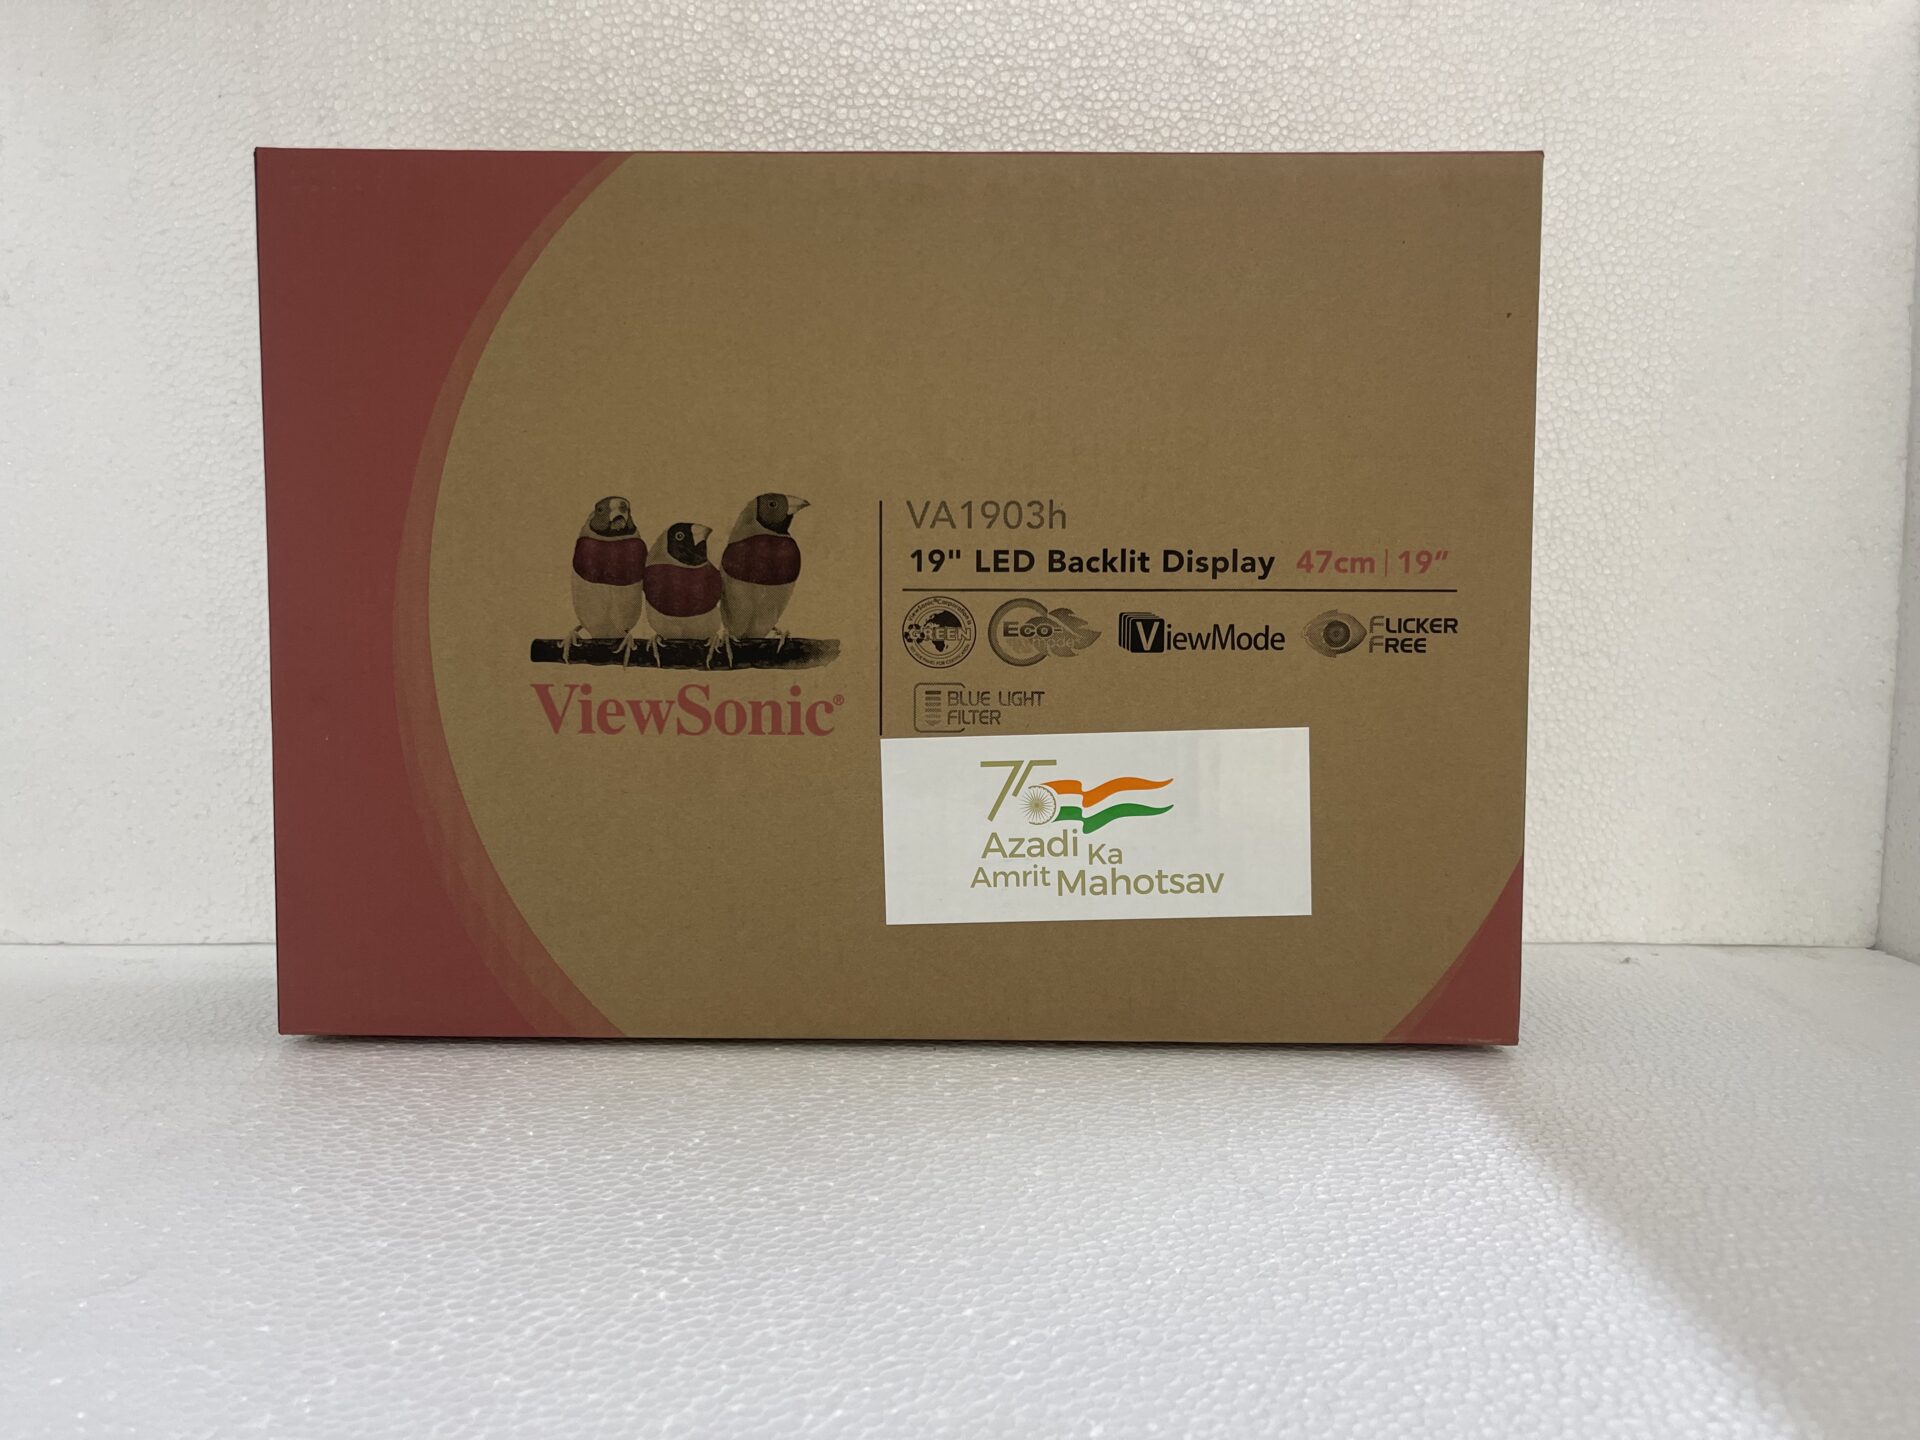 VA1903h
19" LED Backlit Display 47cm | 19"
GREEN
ECO-
ViewMode
FLICKER
FREE
BLUE LIGHT
FILTER
ViewSonic®
75
Azadi Ka
Amrit Mahotsav